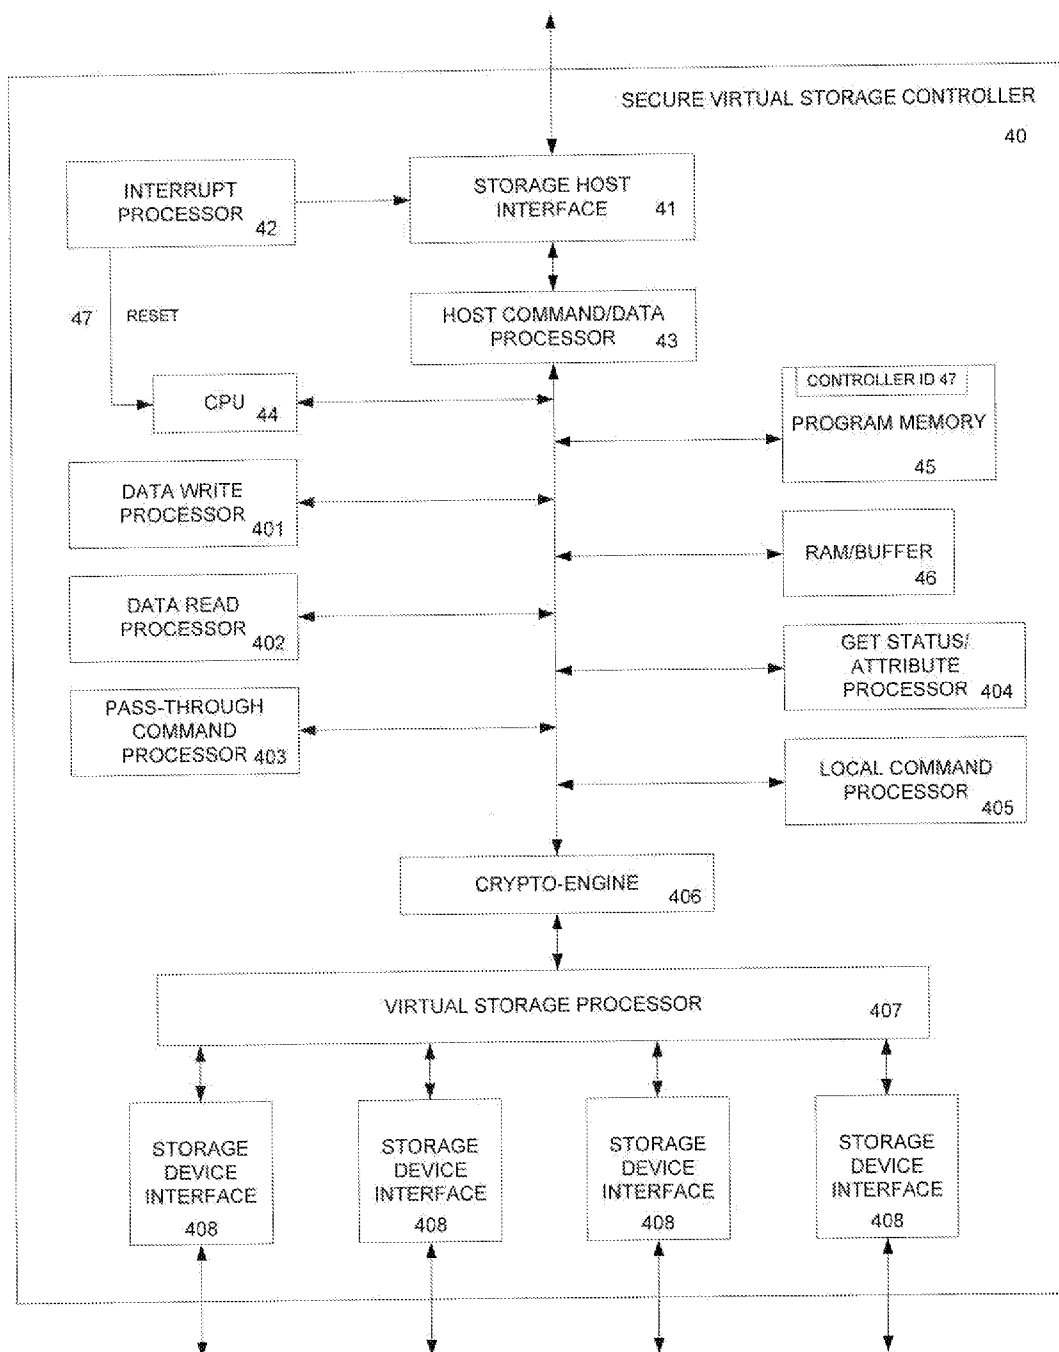 SECURE VIRTUAL STORAGE CONTROLLER
40
INTERRUPT
PROCESSOR
42
STORAGE HOST
INTERFACE
41
47
RESET
HOST COMMAND/DATA
PROCESSOR
43
CPU
44
CONTROLLER ID 47
PROGRAM MEMORY
45
DATA WRITE
PROCESSOR
401
RAM/BUFFER
46
DATA READ
PROCESSOR
402
GET STATUS/
ATTRIBUTE
PROCESSOR
404
PASS-THROUGH
COMMAND
PROCESSOR
403
LOCAL COMMAND
PROCESSOR
405
CRYPTO-ENGINE
406
VIRTUAL STORAGE PROCESSOR
407
STORAGE
DEVICE
INTERFACE
408
STORAGE
DEVICE
INTERFACE
408
STORAGE
DEVICE
INTERFACE
408
STORAGE
DEVICE
INTERFACE
408